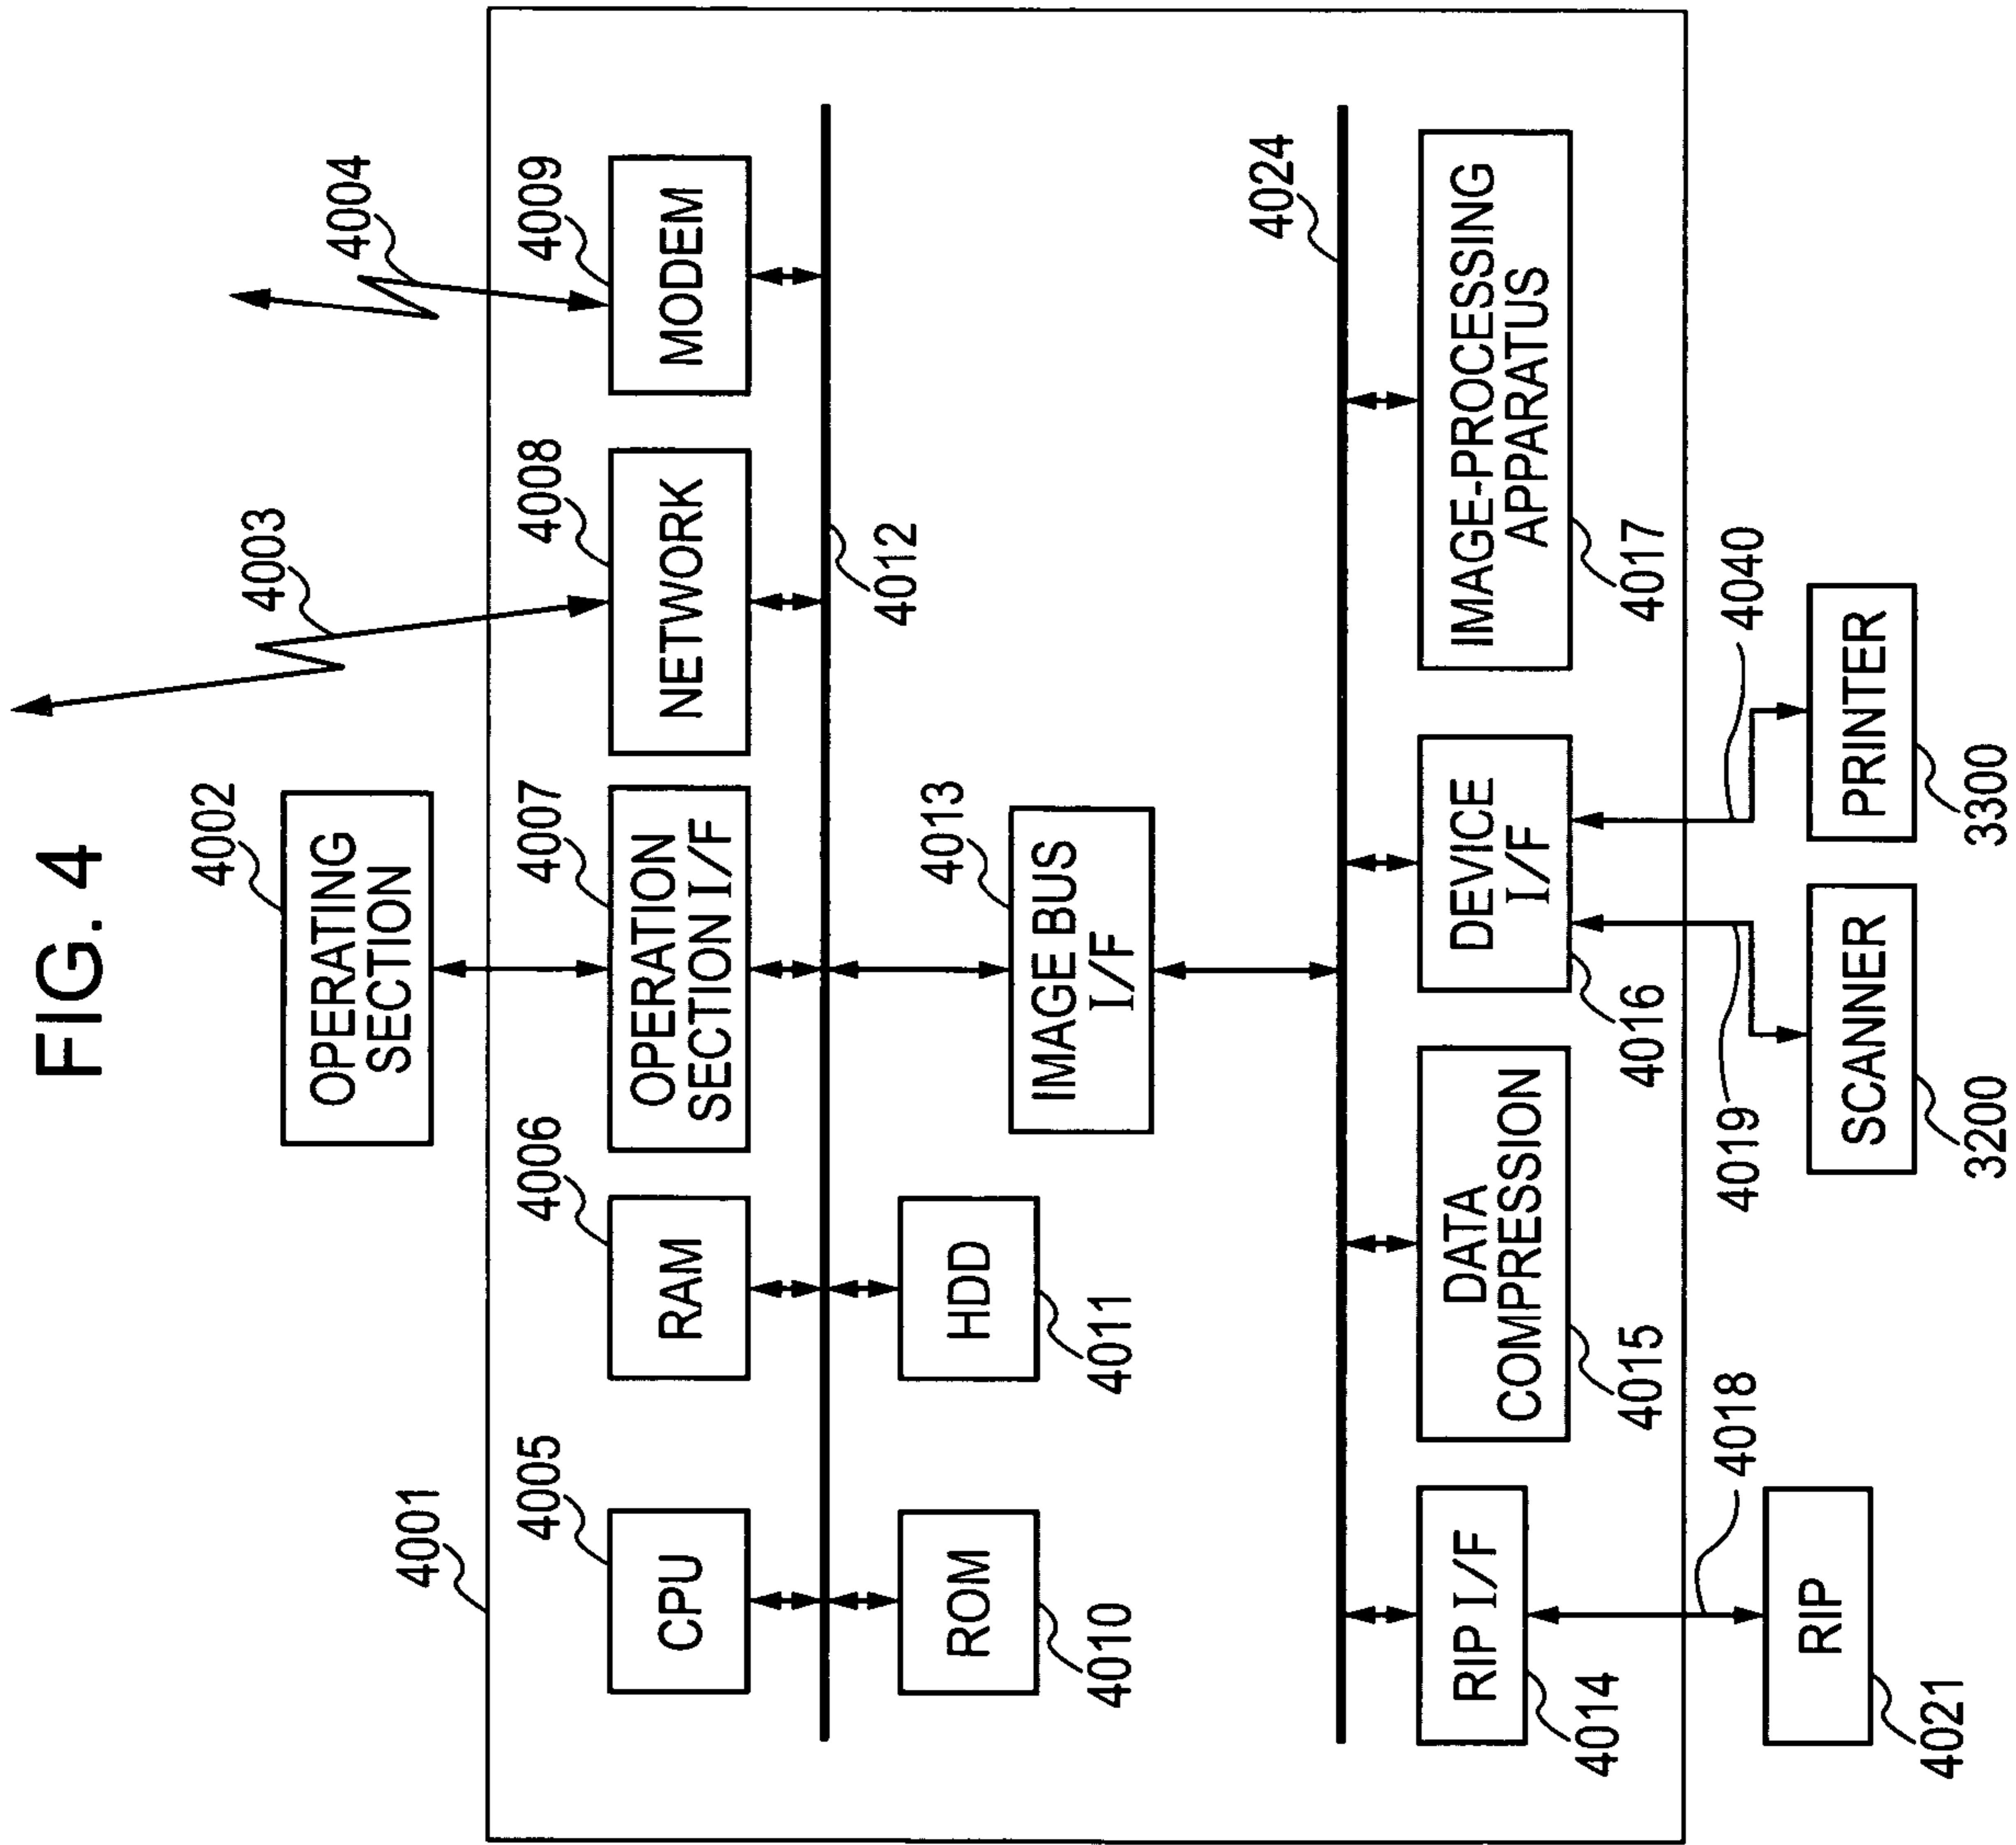 FIG. 4
4002
OPERATING
SECTION
4003
4004
4001
4005
CPU
4006
RAM
4007
OPERATION
SECTION I/F
4008
NETWORK
4009
MODEM
4012
ROM
4010
HDD
4011
4013
IMAGE BUS
I/F
4024
RIP I/F
4014
DATA
COMPRESSION
4015
DEVICE
I/F
4016
IMAGE-PROCESSING
APPARATUS
4017
4018
4019
4040
RIP
4021
SCANNER
3200
PRINTER
3300